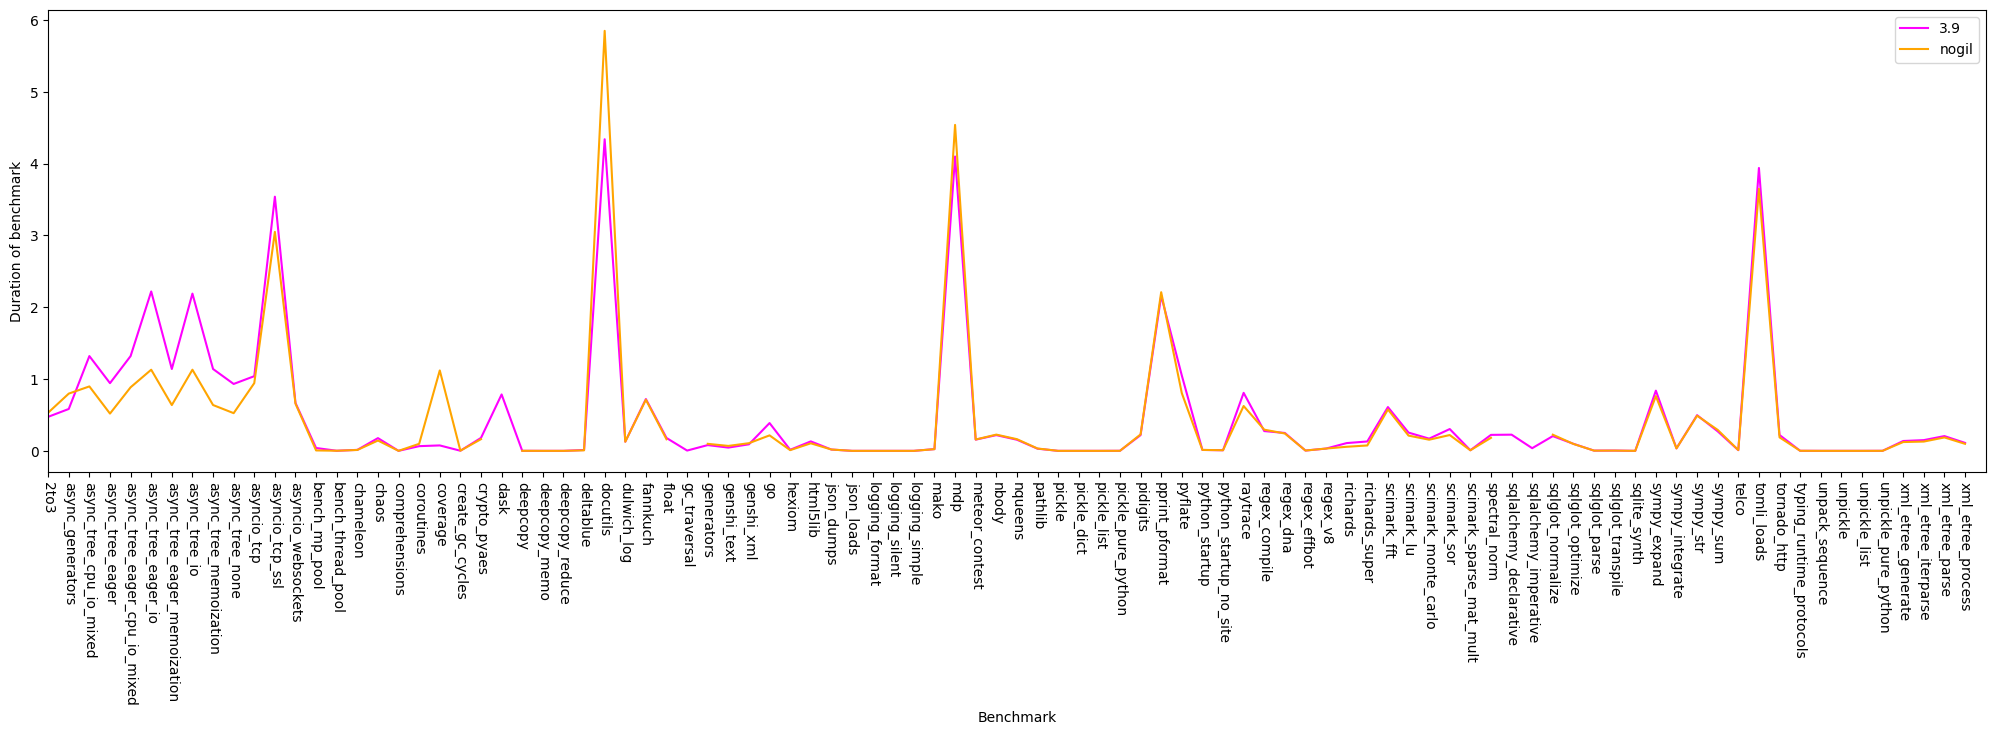 6
5
4
3
2
1
0
Duration of benchmark
3.9
nogil
2to3
async_generators
async_tree_cpu_io_mixed
async_tree_eager
async_tree_eager_cpu_io_mixed
async_tree_eager_io
async_tree_eager_memoization
async_tree_io
async_tree_memoization
async_tree_none
asyncio_tcp
asyncio_tcp_ssl
asyncio_websockets
bench_mp_pool
bench_thread_pool
chameleon
chaos
comprehensions
coroutines
coverage
create_gc_cycles
crypto_pyaes
dask
deepcopy
deepcopy_memo
deepcopy_reduce
deltablue
docutils
dulwich_log
fannkuch
float
gc_traversal
generators
genshi_text
genshi_xml
go
hexiom
html5lib
json_dumps
json_loads
logging_format
logging_silent
logging_simple
mako
mdp
meteor_contest
nbody
nqueens
pathlib
pickle
pickle_dict
pickle_list
pickle_pure_python
pidigits
pprint_pformat
pyflate
python_startup
python_startup_no_site
raytrace
regex_compile
regex_dna
regex_effbot
regex_v8
richards
richards_super
scimark_fft
scimark_lu
scimark_monte_carlo
scimark_sor
scimark_sparse_mat_mult
spectral_norm
sqlalchemy_declarative
sqlalchemy_imperative
sqlglot_normalize
sqlglot_optimize
sqlglot_parse
sqlglot_transpile
sqlite_synth
sympy_expand
sympy_integrate
sympy_str
sympy_sum
telco
tomli_loads
tornado_http
typing_runtime_protocols
unpack_sequence
unpickle
unpickle_list
unpickle_pure_python
xml_etree_generate
xml_etree_iterparse
xml_etree_parse
xml_etree_process
Benchmark